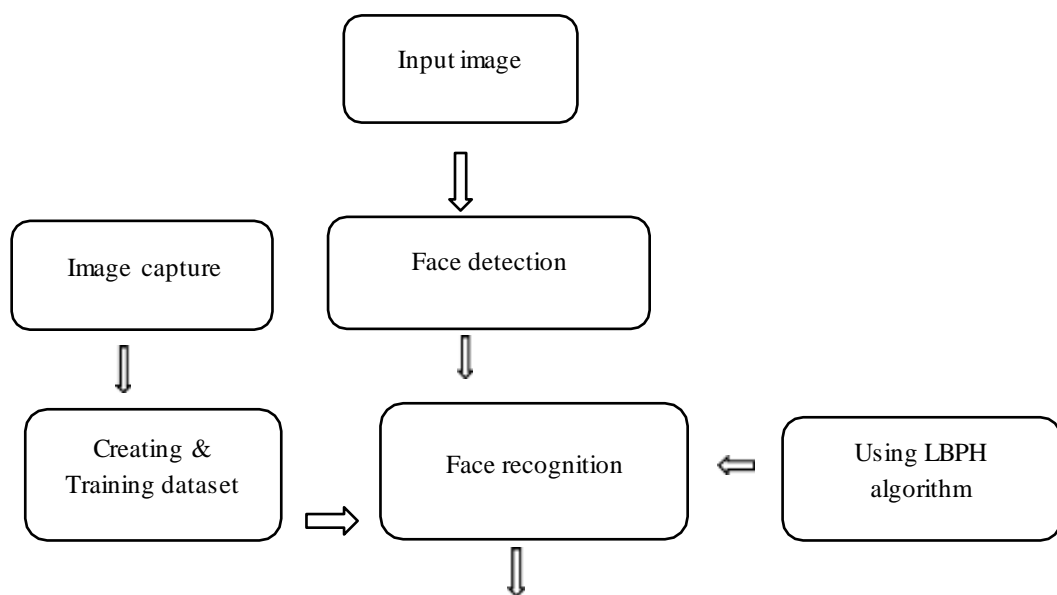 Input image
Image capture
Face detection
Creating &
Training dataset
Face recognition
Using LBPH
algorithm